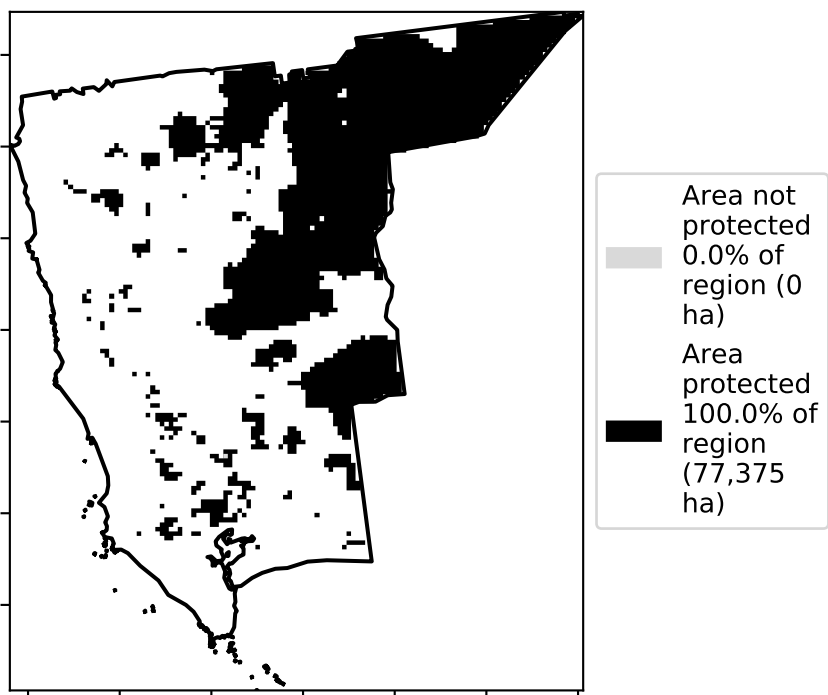 Area not
protected
0.0% of
region (0
ha)
Area
protected
100.0% of
region
(77,375
ha)